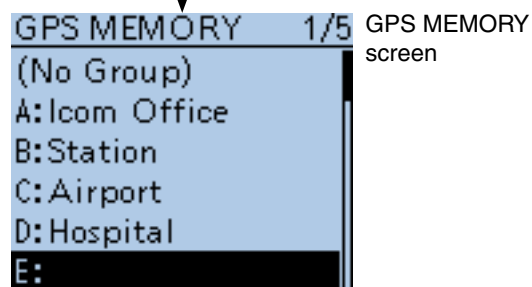 GPS MEMORY 1/5
(No Group)
A:Icom Office
B:Station
C:Airport
D:Hospital
E:
GPS MEMORY
screen